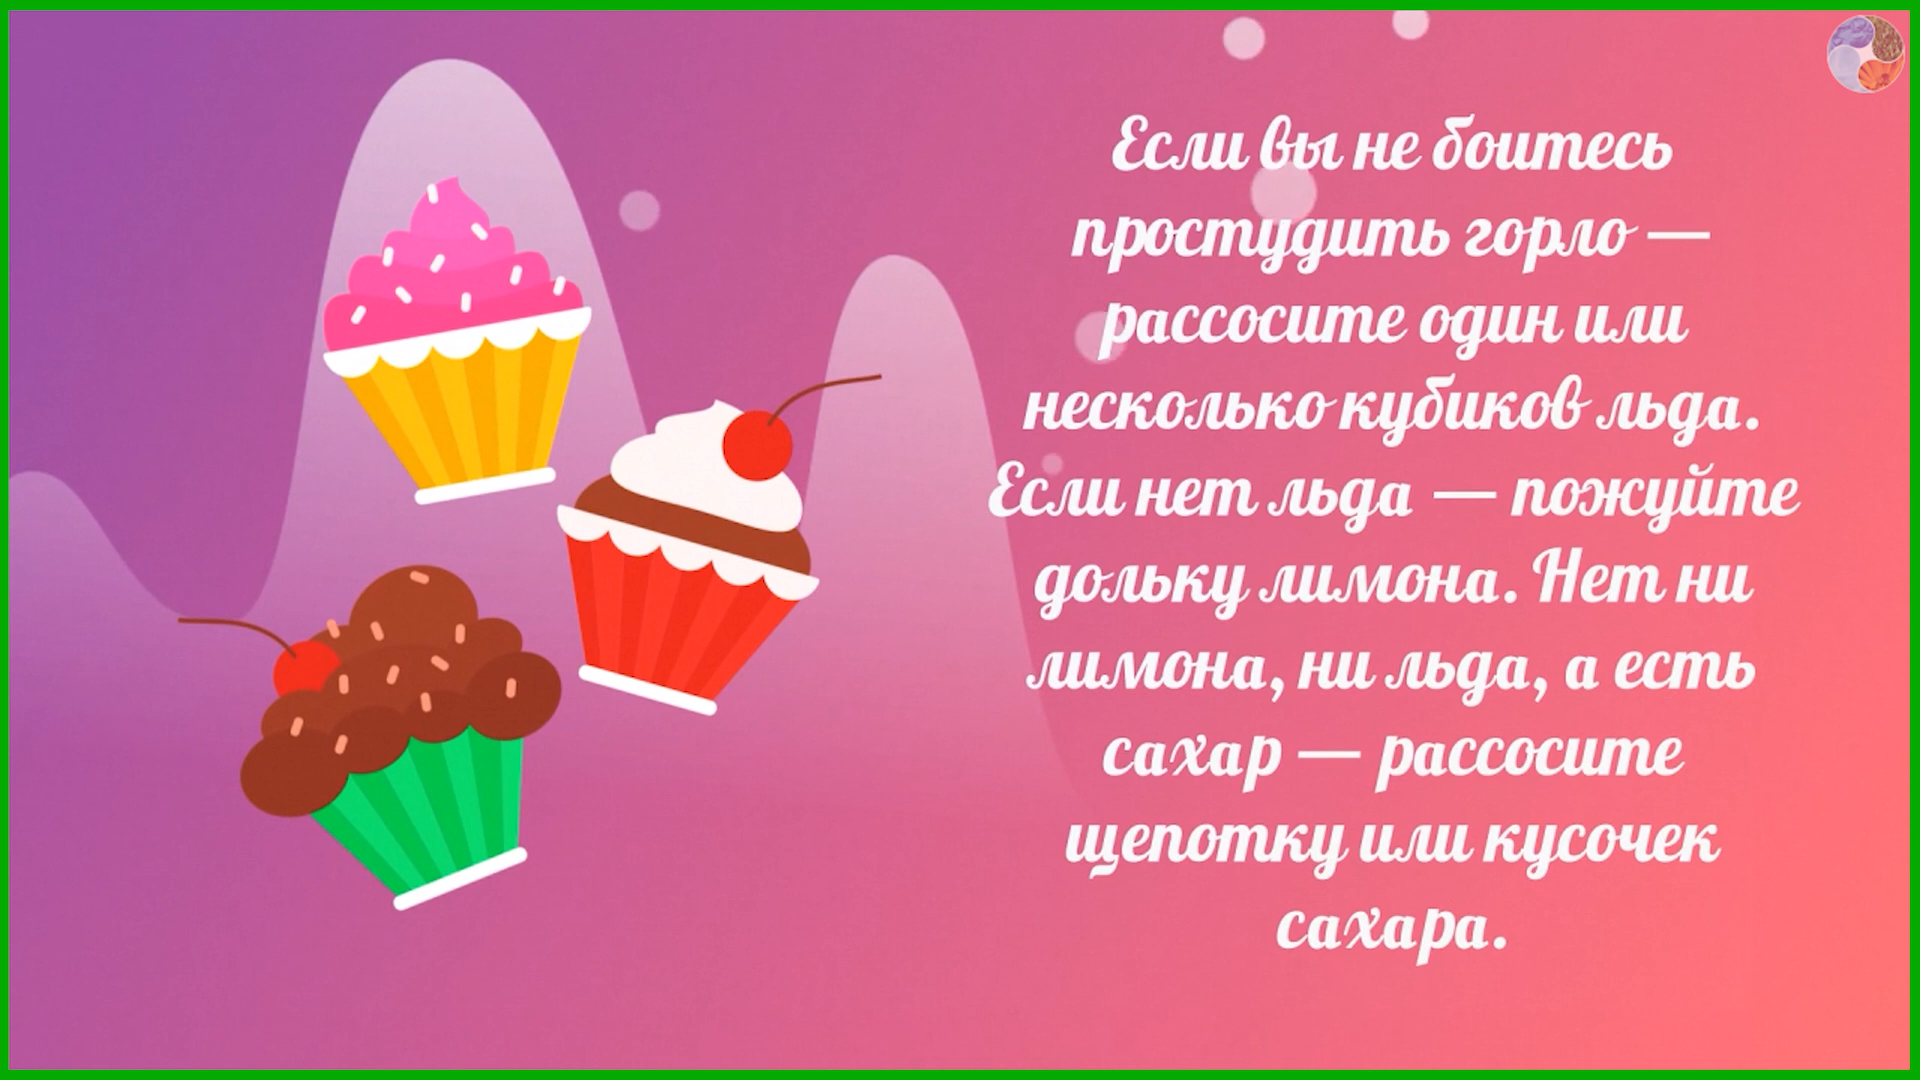 Если вы не боитесь
простудить горло —
рассосите один или
несколько кубиков льда.
Если нет льда — пожуйте
дольку лимона. Нет ни
лимона, ни льда, а есть
сахар — рассосите
щепотку или кусочек
сахара.